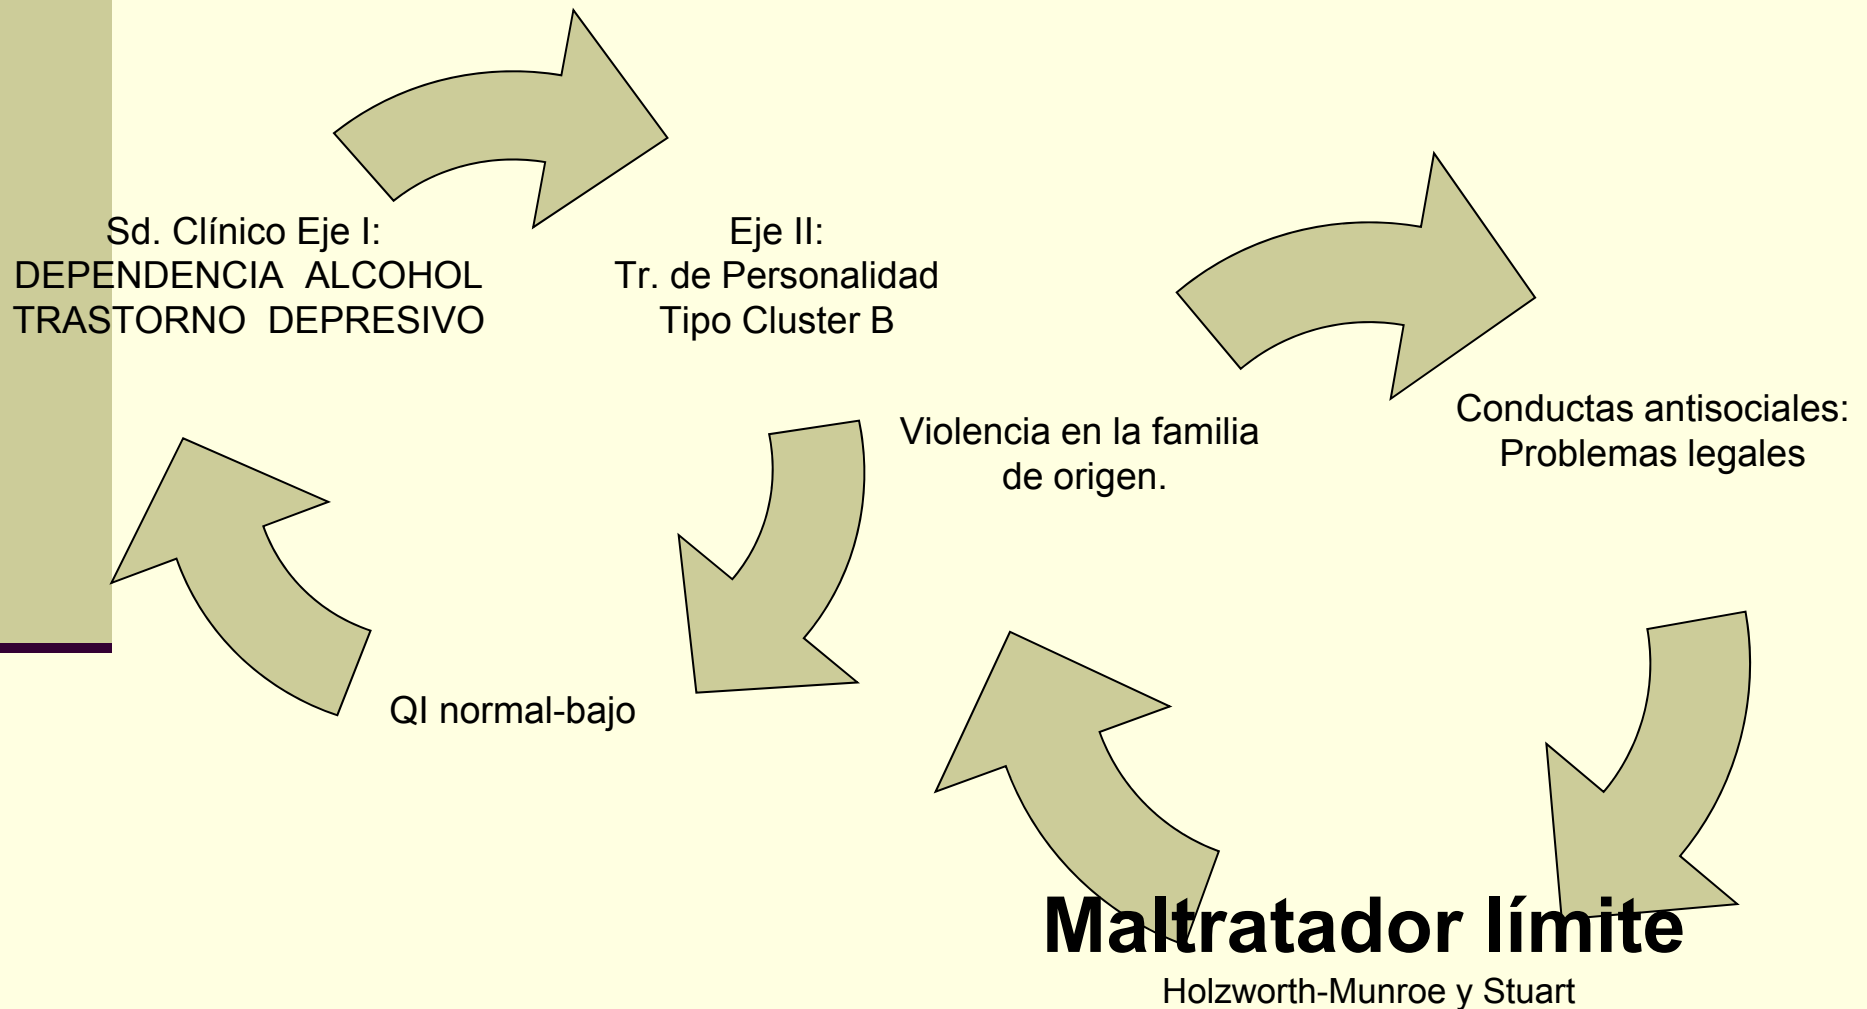 Sd. Clínico Eje I:
DEPENDENCIA ALCOHOL
TRASTORNO DEPRESIVO
Eje II:
Tr. de Personalidad
Tipo Cluster B
QI normal-bajo
Violencia en la familia
de origen.
Conductas antisociales:
Problemas legales
Maltratador límite
Holzworth-Munroe y Stuart